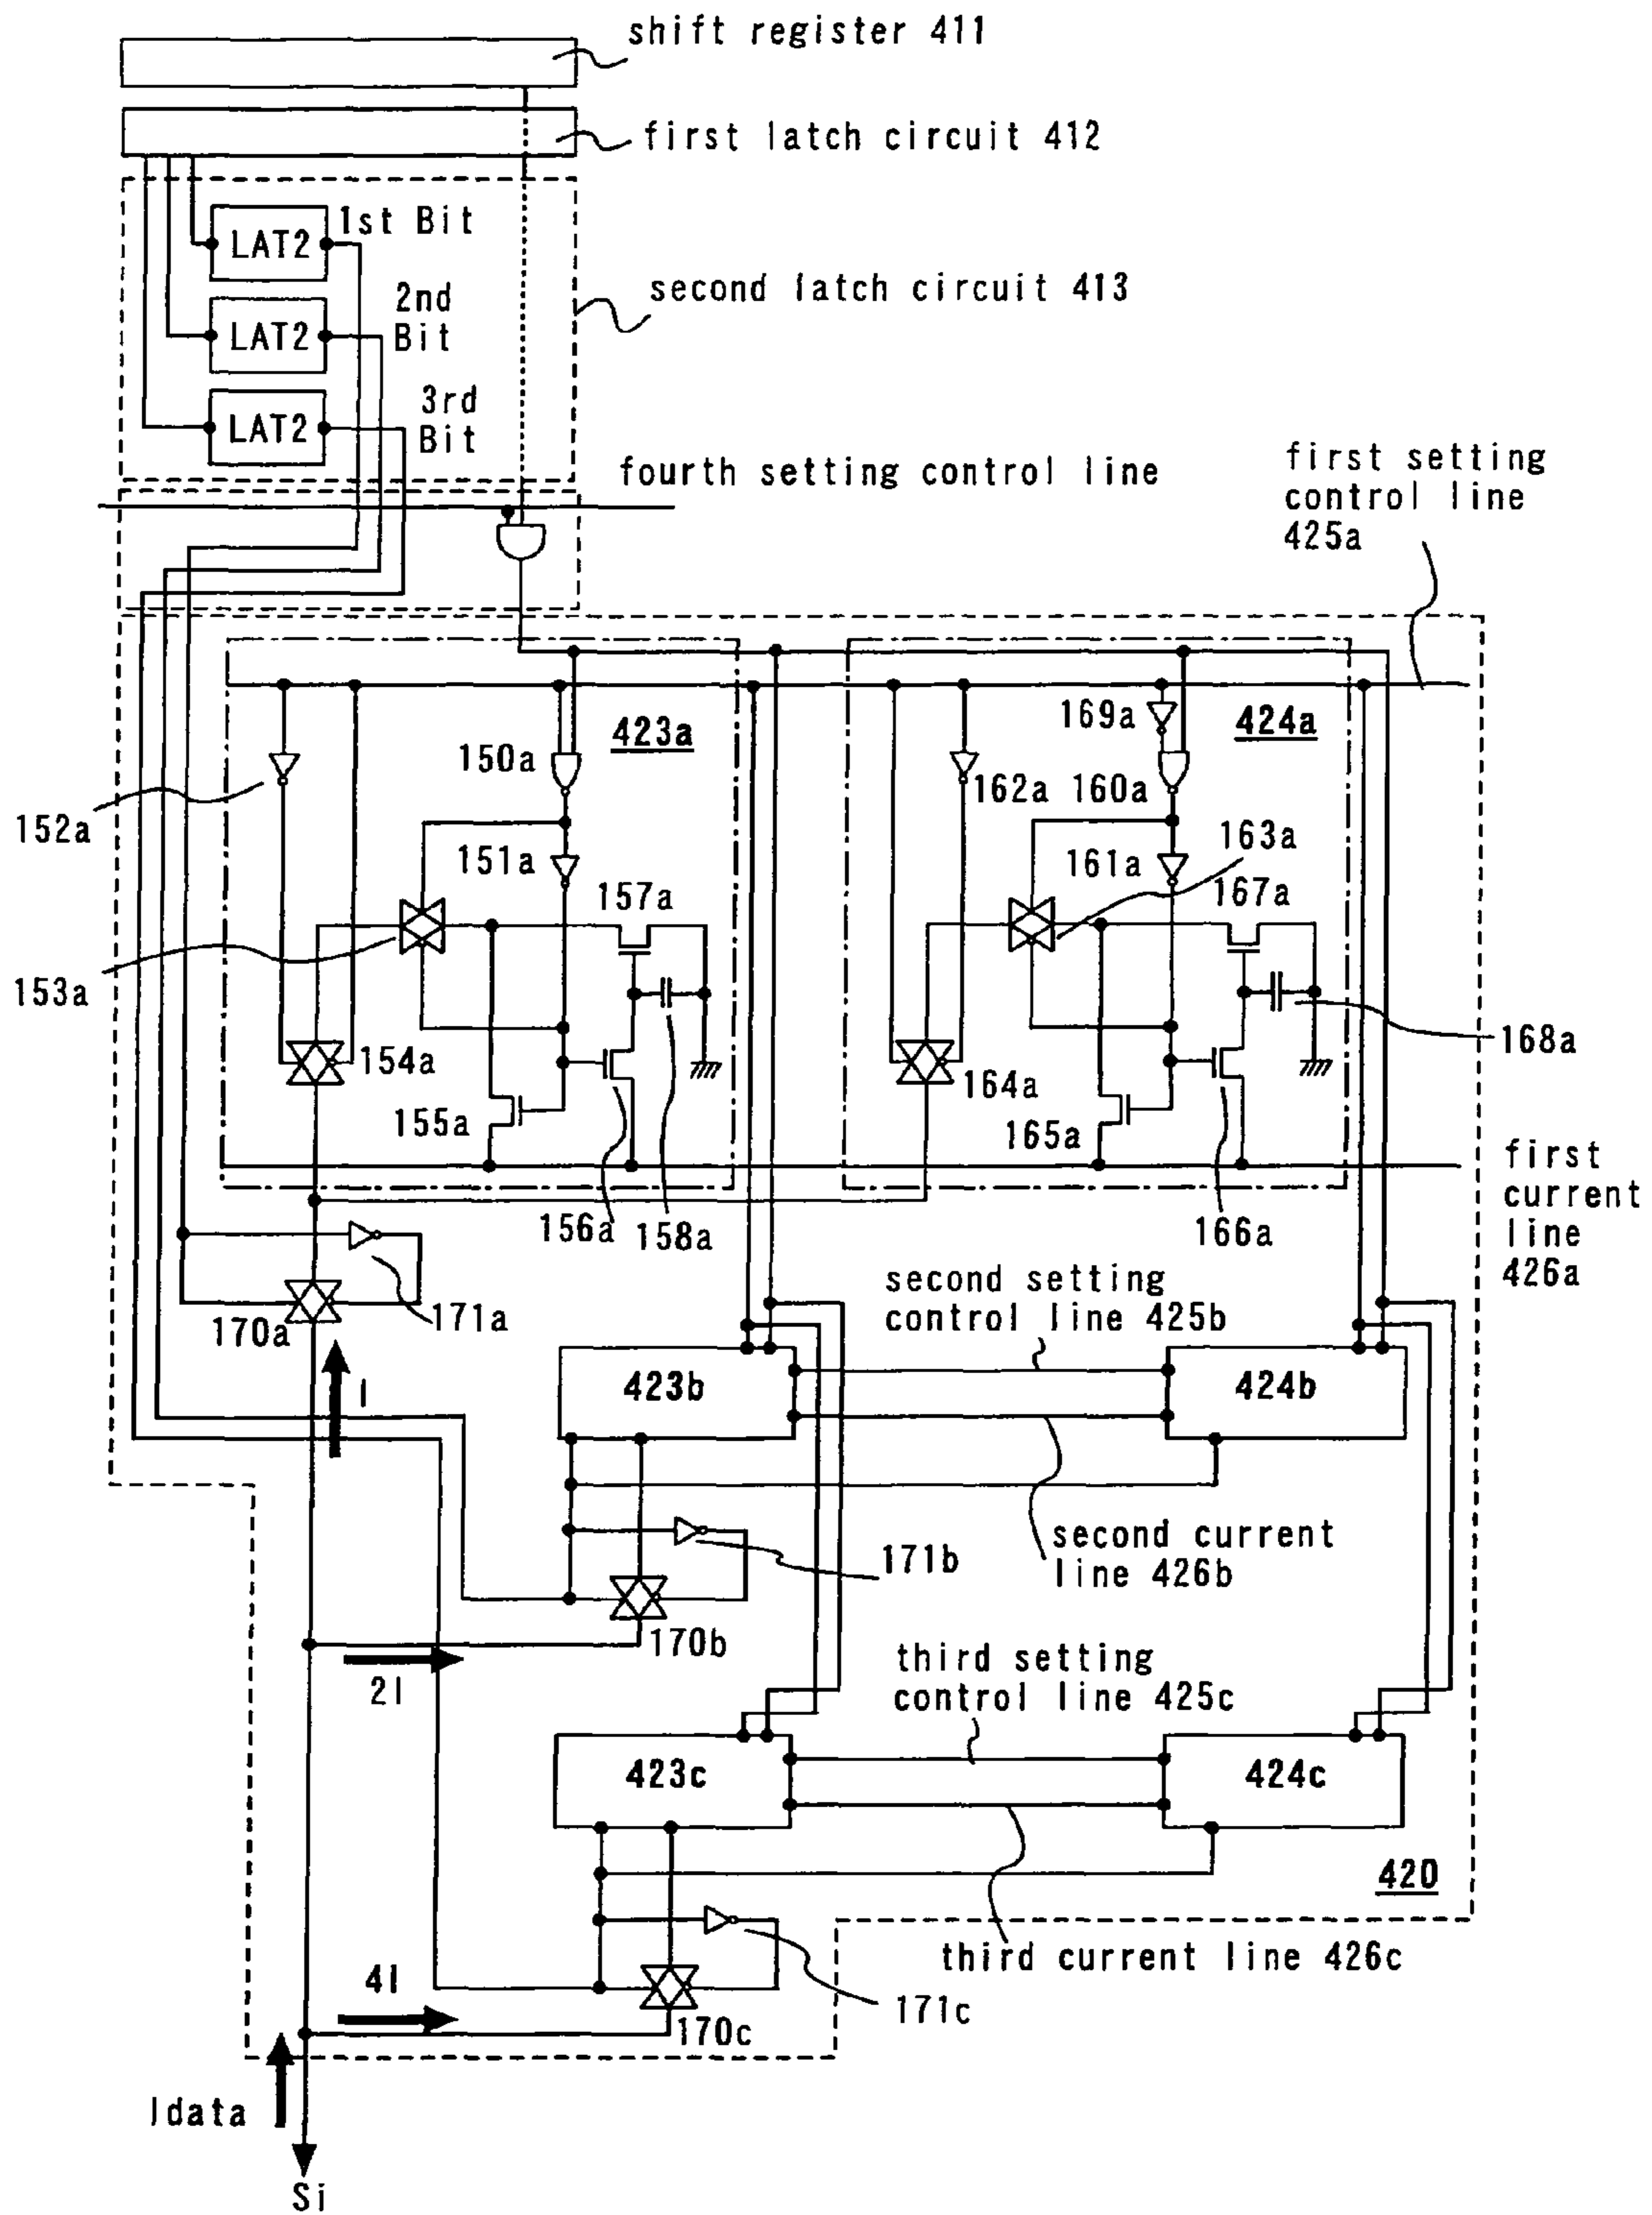 shift register 411
first latch circuit 412
LAT2
1st Bit
LAT2
2nd
Bit
second latch circuit 413
LAT2
3rd
Bit
fourth setting control line
first setting
control line
425a
423a
169a
424a
150a
152a
162a
160a
163a
151a
161a
157a
167a
153a
154a
164a
168a
155a
165a
156a
158a
166a
first
current
line
426a
170a
171a
second setting
control line 425b
I
423b
424b
second current
line 426b
171b
170b
2I
third setting
control line 425c
423c
424c
420
third current line 426c
171c
4I
170c
Idata
Si